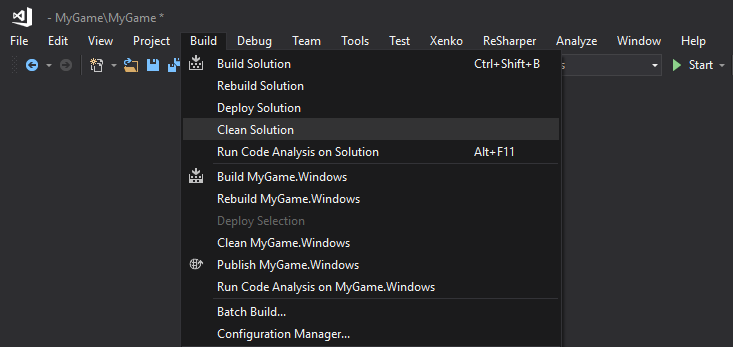 - MyGame\MyGame *
File Edit View Project Build Debug Team Tools Test Xenko ReSharper Analyze Window Help
Build Solution Ctrl+Shift+B
Start
Rebuild Solution
Deploy Solution
Clean Solution
Run Code Analysis on Solution Alt+F11
Build MyGame.Windows
Rebuild MyGame.Windows
Deploy Selection
Clean MyGame.Windows
Publish MyGame.Windows
Run Code Analysis on MyGame.Windows
Batch Build...
Configuration Manager...